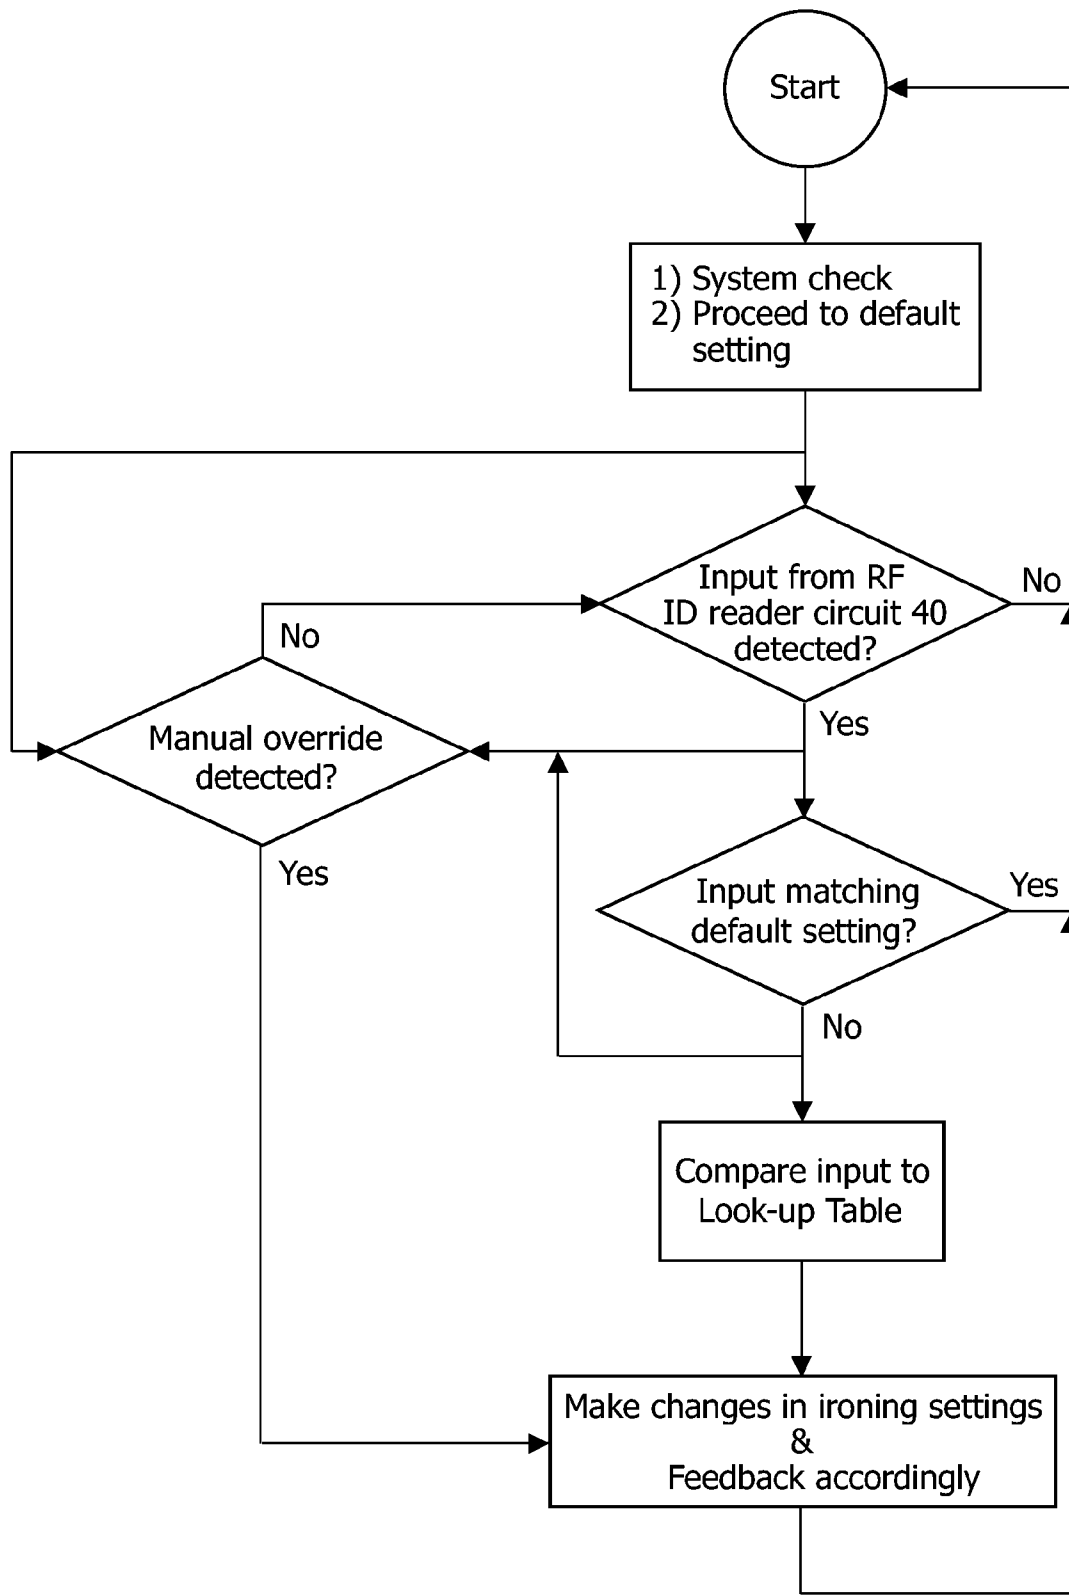 Start
1) System check
2) Proceed to default
setting
Input from RF
ID reader circuit 40
detected?
No
No
Yes
Manual override
detected?
Yes
Input matching
default setting?
Yes
No
Compare input to
Look-up Table
Make changes in ironing settings
&
Feedback accordingly